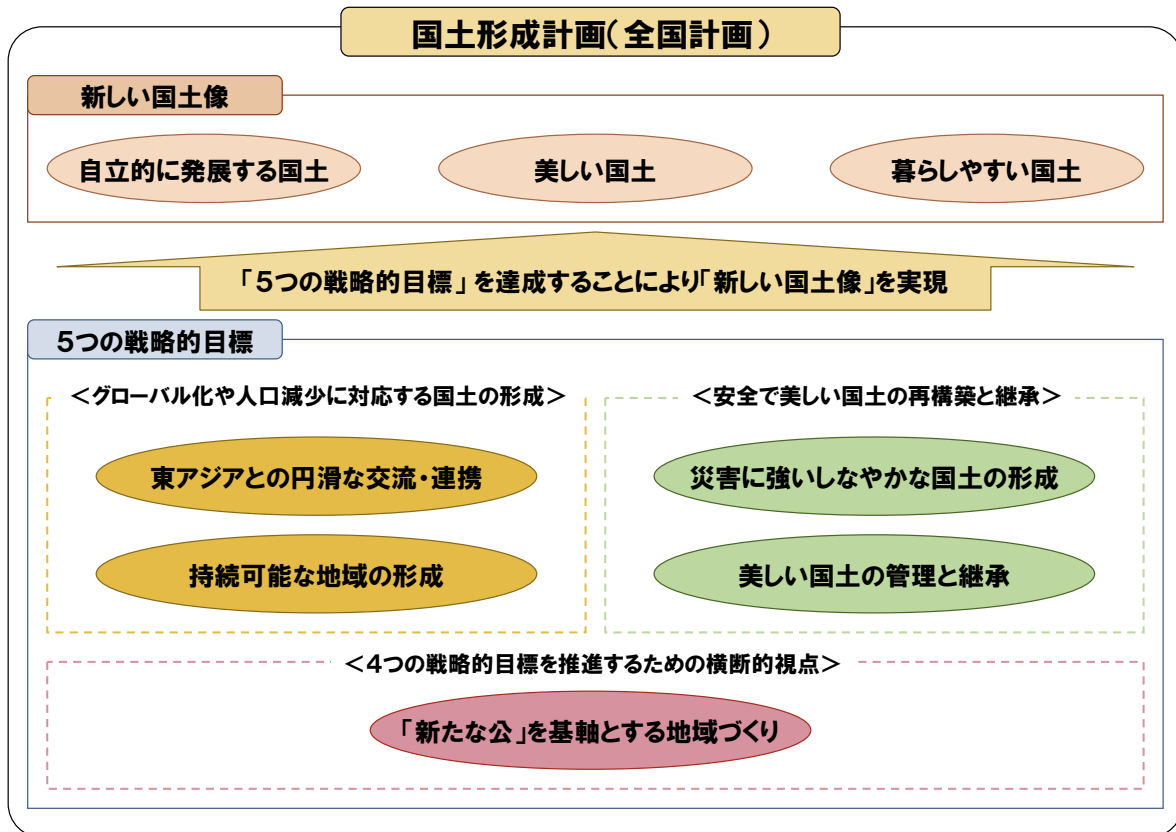 国土形成計画(全国計画)
新しい国土像
自立的に発展する国土
美しい国土
暮らしやすい国土
「5つの戦略的目標」を達成することにより「新しい国土像」を実現
5つの戦略的目標
<グローバル化や人口減少に対応する国土の形成>
東アジアとの円滑な交流・連携
持続可能な地域の形成
<安全で美しい国土の再構築と継承>
災害に強いしなやかな国土の形成
美しい国土の管理と継承
<4つの戦略的目標を推進するための横断的視点>
「新たな公」を基軸とする地域づくり